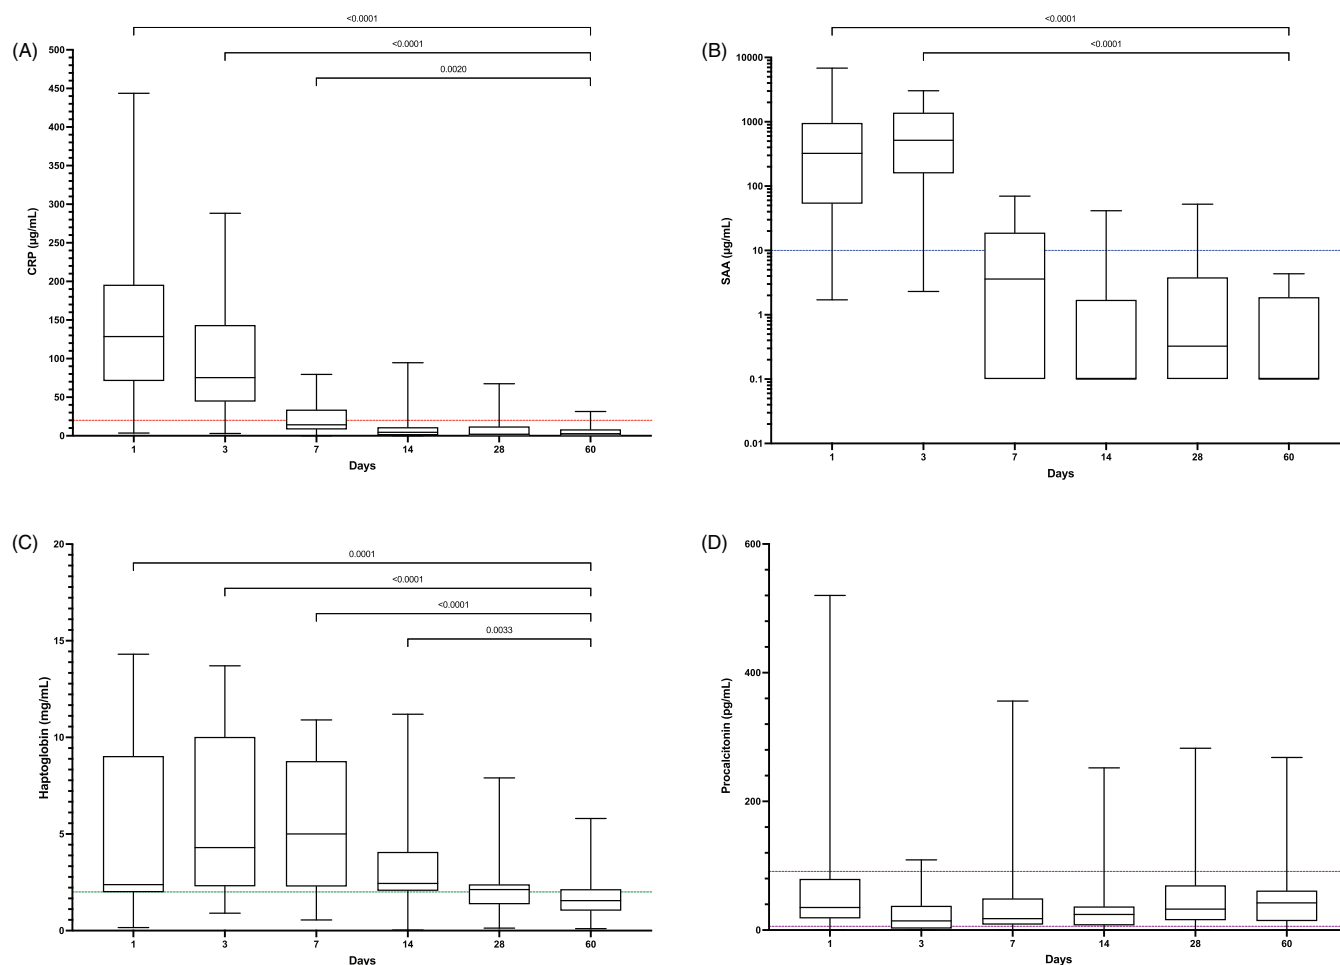 <0.0001
<0.0001
0.0020
(A)
500
450
400
350
300
250
200
150
100
50
0
CRP (µg/mL)
1 3 7 14 28 60
Days
<0.0001
<0.0001
(B)
10000
1000
100
10
1
0.1
0.01
SAA (µg/mL)
1 3 7 14 28 60
Days
(C)
0.0001
<0.0001
<0.0001
0.0033
20
15
10
5
0
Haptoglobin (mg/mL)
1 3 7 14 28 60
Days
(D)
600
400
200
0
Procalcitonin (pg/mL)
1 3 7 14 28 60
Days